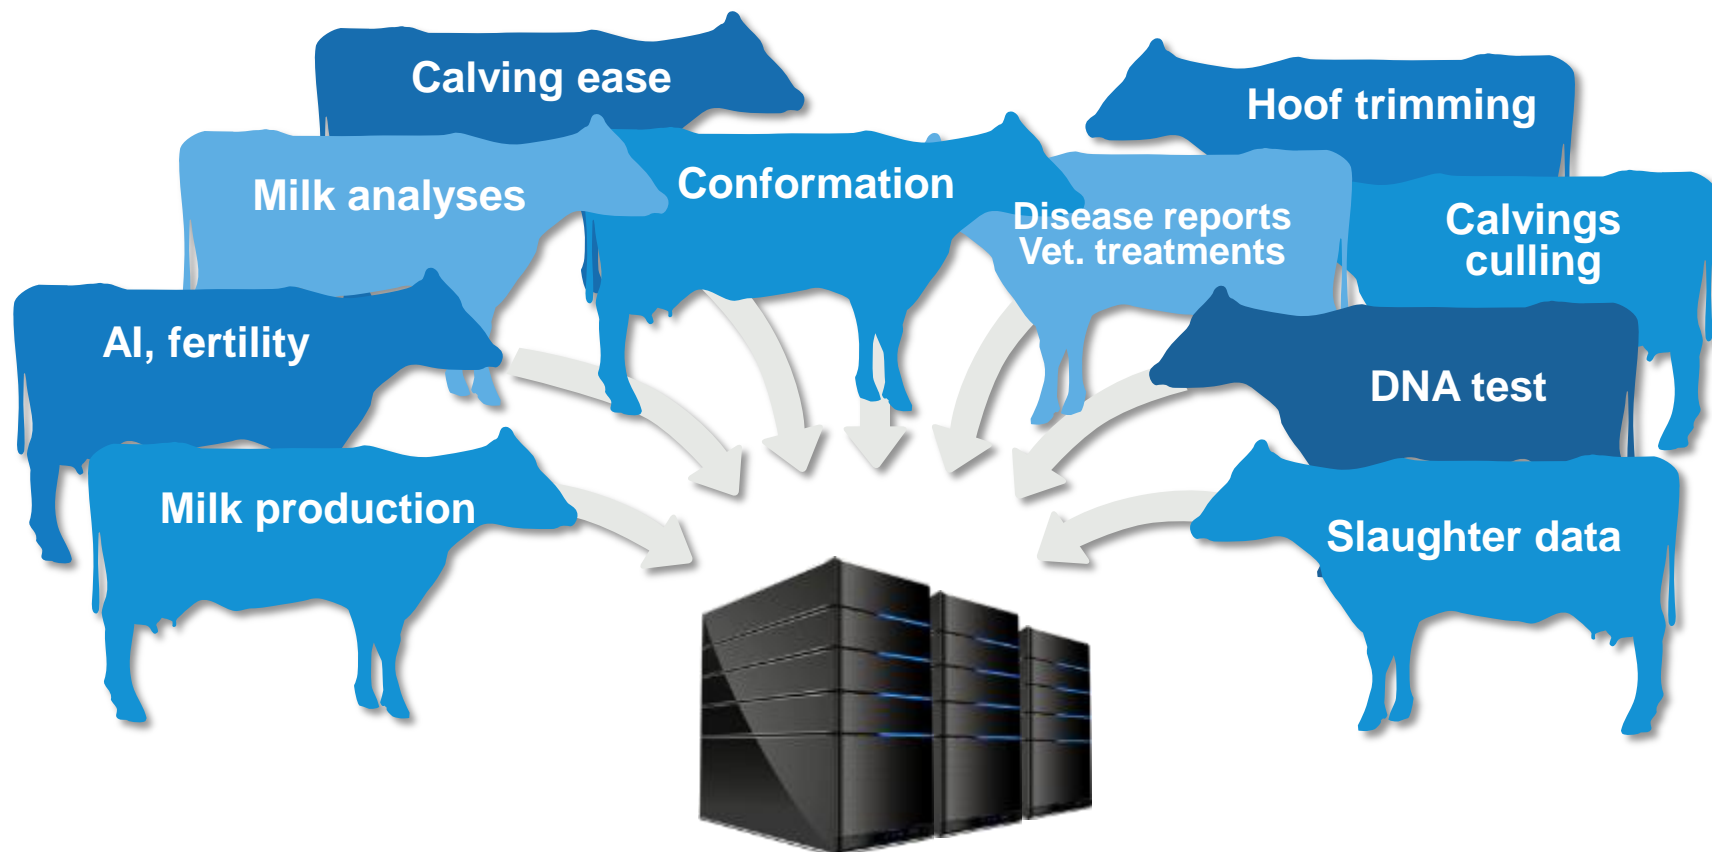 Calving ease
Hoof trimming
Milk analyses
Conformation
Disease reports
Vet. treatments
Calvings
culling
AI, fertility
DNA test
Milk production
Slaughter data